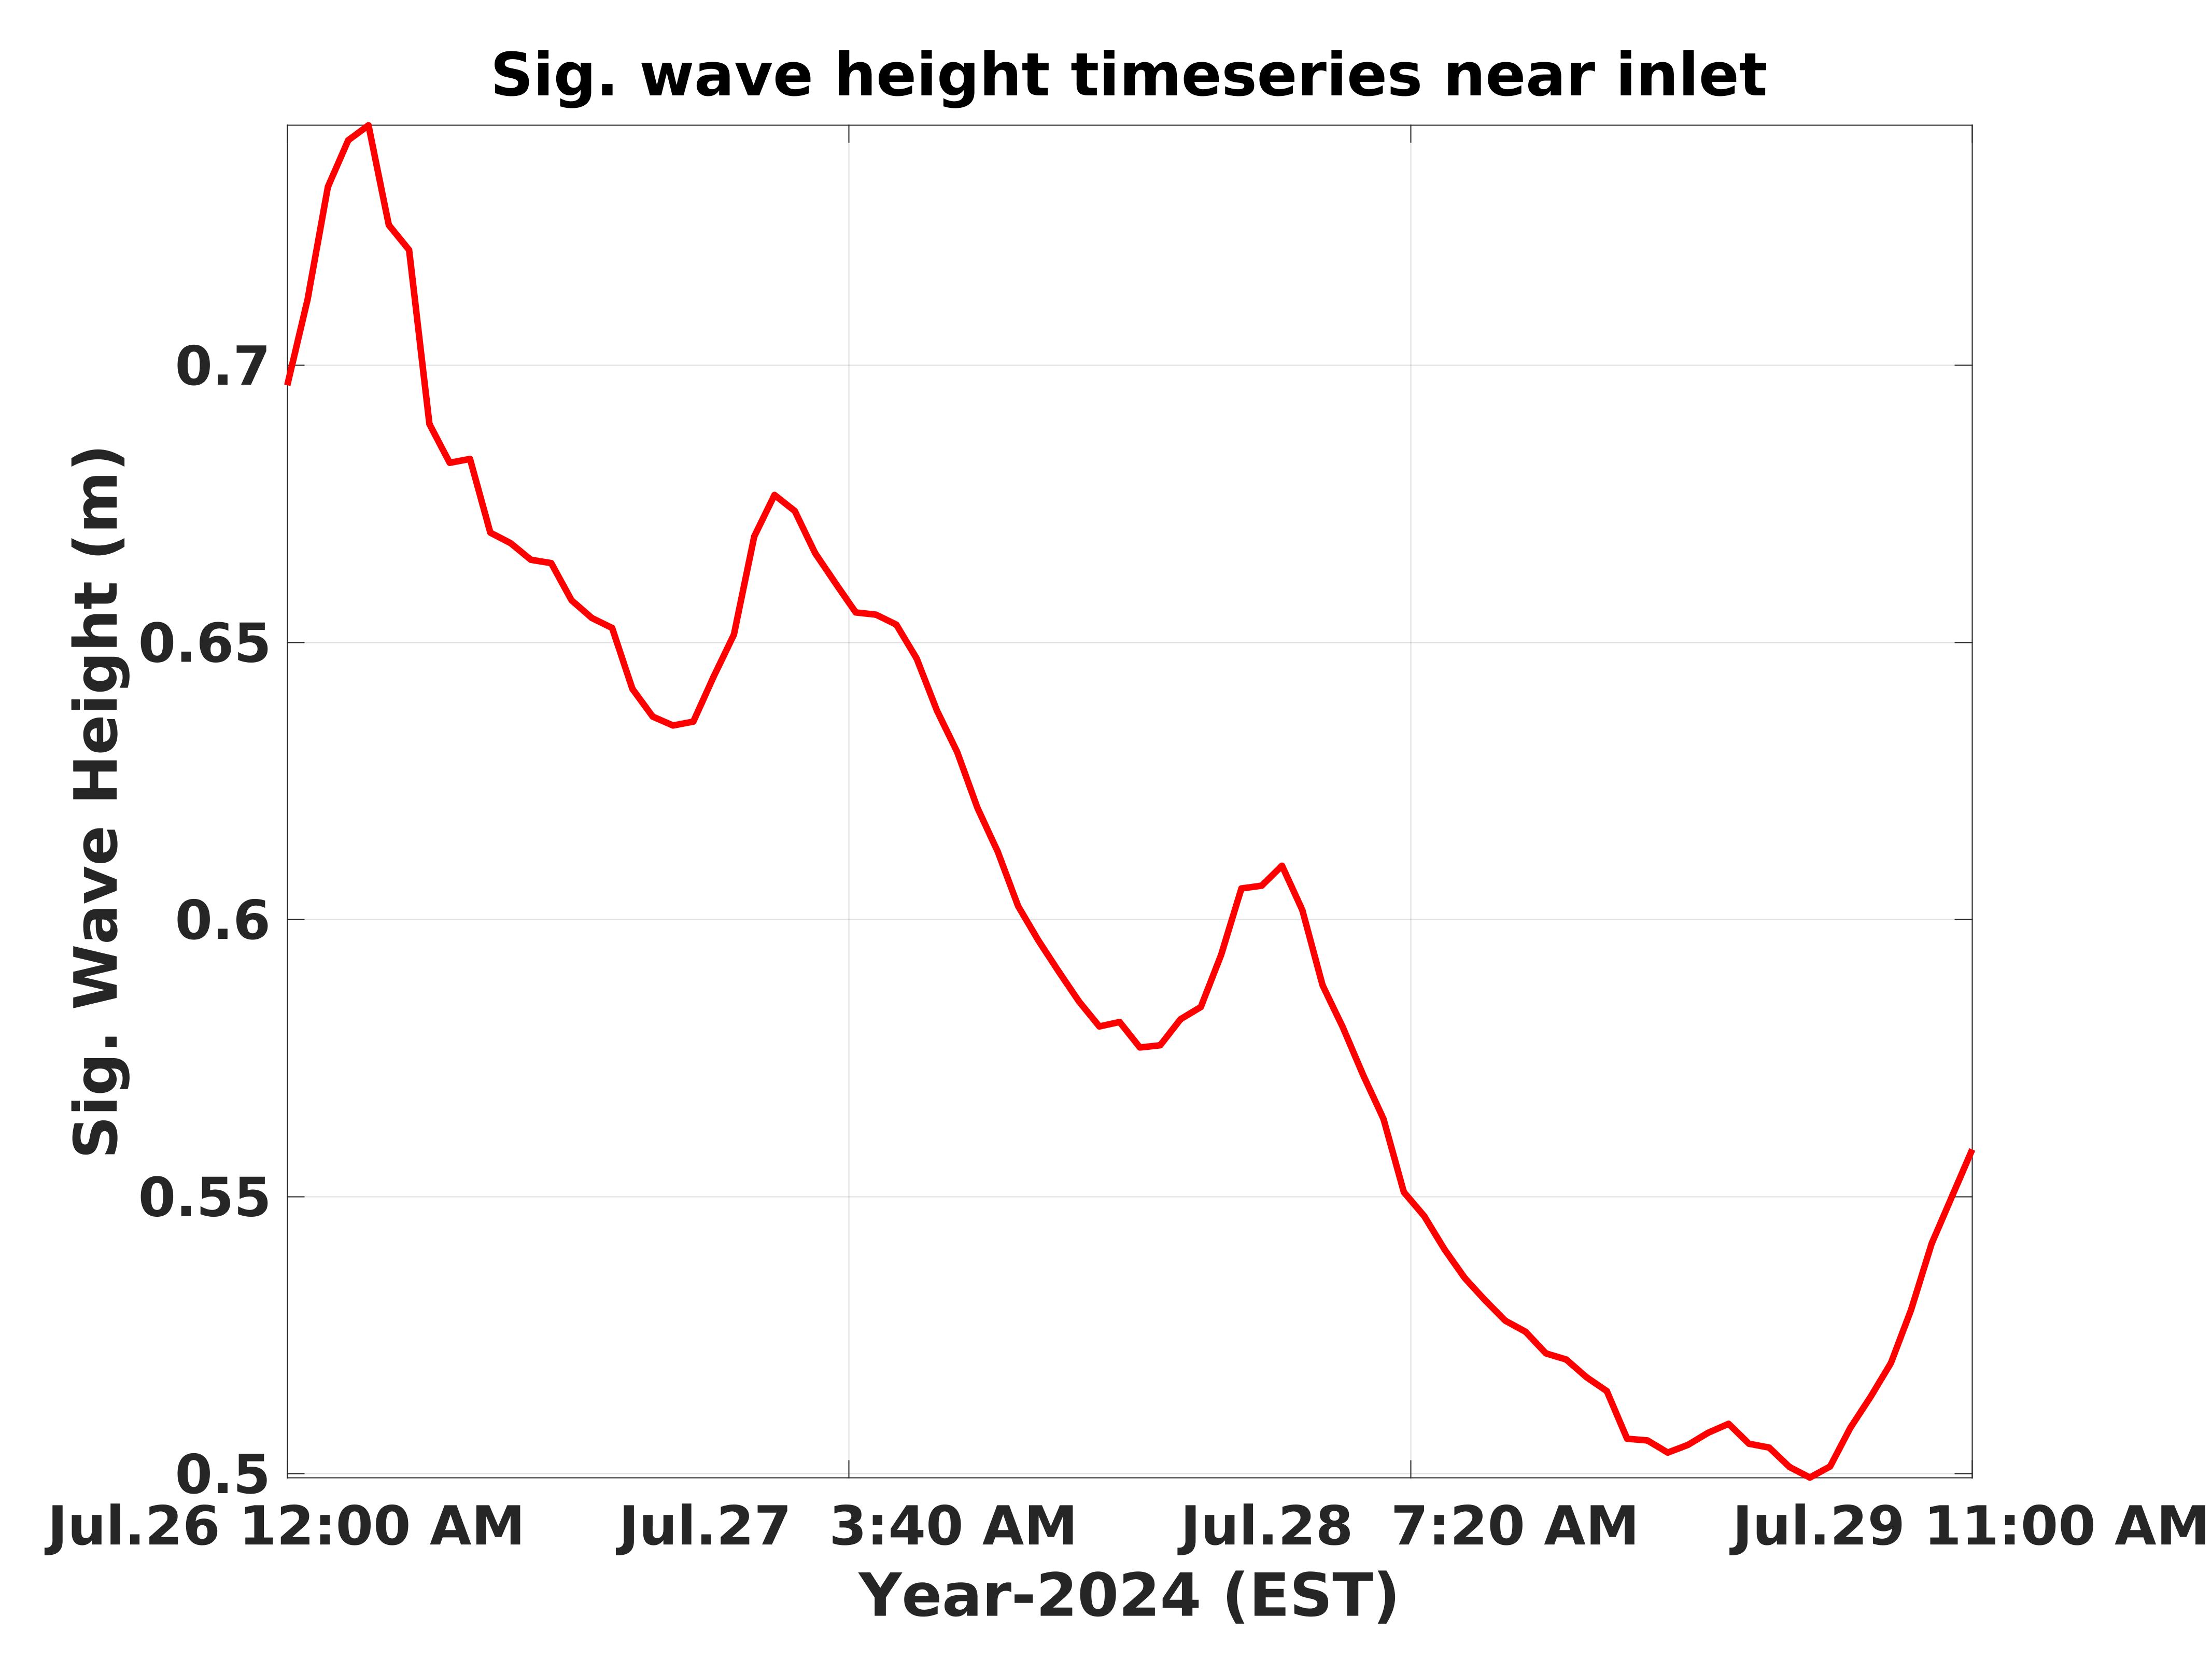 Sig. wave height timeseries near inlet
Sig. Wave Height (m)
0.7
0.65
0.6
0.55
0.5
Jul.26 12:00 AM
Jul.27 3:40 AM
Jul.28 7:20 AM
Jul.29 11:00 AM
Year-2024 (EST)